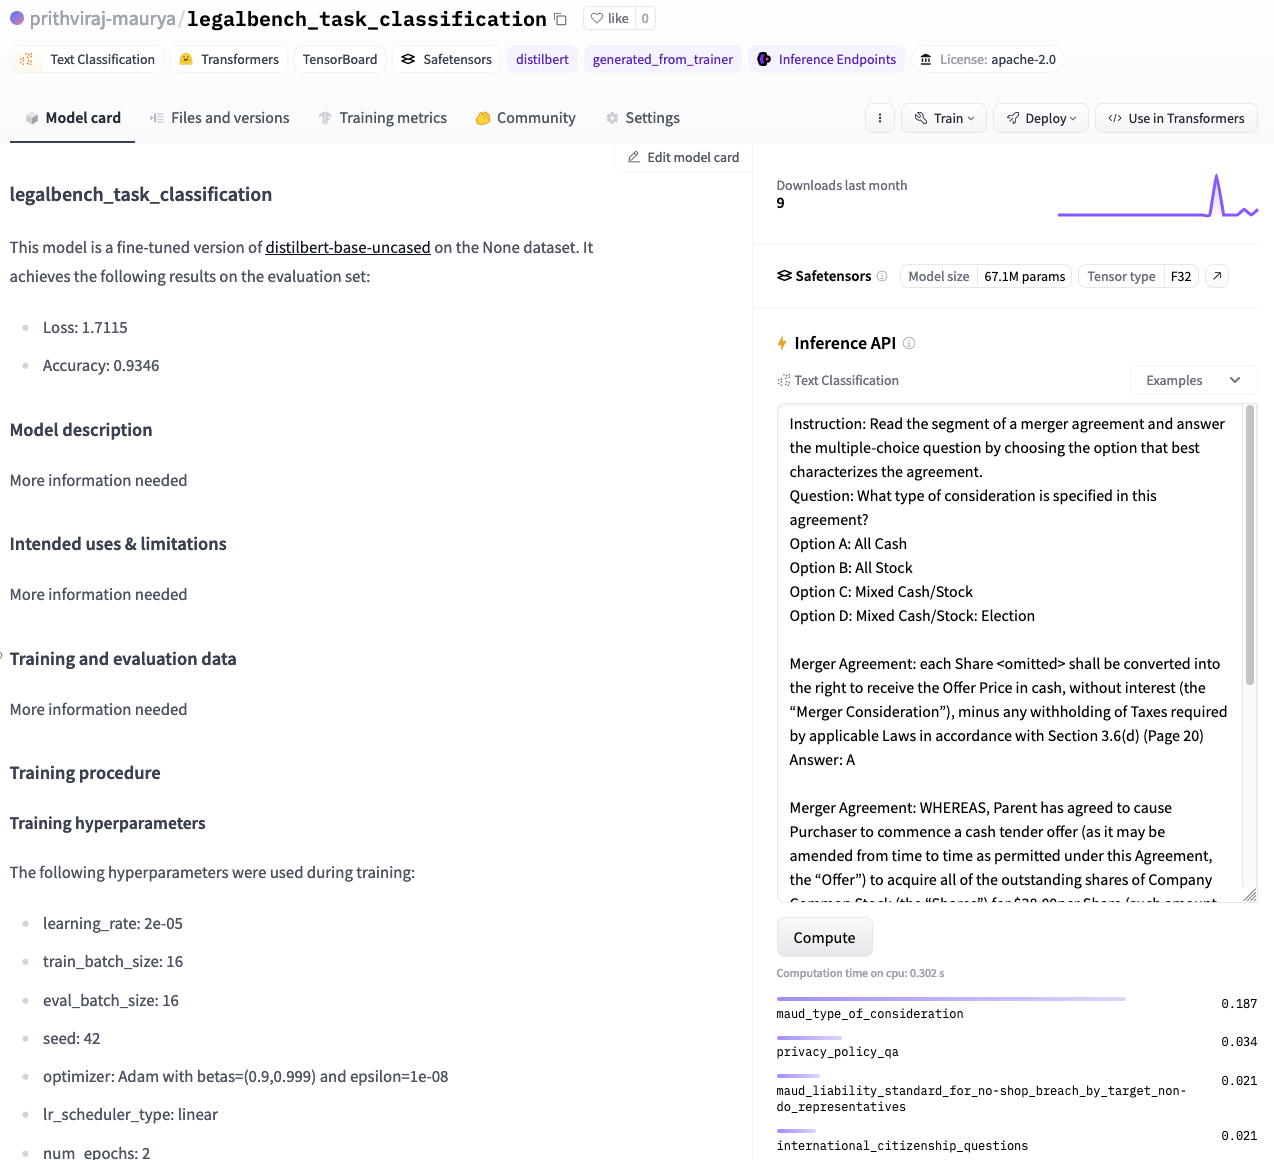 prithviraj-maurya/legalbench_task_classification like 0
Text Classification Transformers TensorBoard Safetensors distilbert generated_from_trainer Inference Endpoints License: apache-2.0
Model card Files and versions Training metrics Community Settings
Train Deploy Use in Transformers
Edit model card
legalbench_task_classification
This model is a fine-tuned version of distilbert-base-uncased on the None dataset. It
achieves the following results on the evaluation set:
Loss: 1.7115
Accuracy: 0.9346
Model description
More information needed
Intended uses & limitations
More information needed
Training and evaluation data
More information needed
Training procedure
Training hyperparameters
The following hyperparameters were used during training:
learning_rate: 2e-05
train_batch_size: 16
eval_batch_size: 16
seed: 42
optimizer: Adam with betas=(0.9,0.999) and epsilon=1e-08
lr_scheduler_type: linear
num_epochs: 2
Downloads last month
9
Safetensors Model size 67.1M params Tensor type F32
Inference API
Text Classification Examples
Instruction: Read the segment of a merger agreement and answer
the multiple-choice question by choosing the option that best
characterizes the agreement.
Question: What type of consideration is specified in this
agreement?
Option A: All Cash
Option B: All Stock
Option C: Mixed Cash/Stock
Option D: Mixed Cash/Stock: Election
Merger Agreement: each Share <omitted> shall be converted into
the right to receive the Offer Price in cash, without interest (the
“Merger Consideration”), minus any withholding of Taxes required
by applicable Laws in accordance with Section 3.6(d) (Page 20)
Answer: A
Merger Agreement: WHEREAS, Parent has agreed to cause
Purchaser to commence a cash tender offer (as it may be
amended from time to time as permitted under this Agreement,
the “Offer”) to acquire all of the outstanding shares of Company
Common Stock (the “Shares”) for $38.00per Share (such amount
Compute
Computation time on cpu: 0.302 s
maud_type_of_consideration 0.187
privacy_policy_qa 0.034
maud_liability_standard_for_no-shop_breach_by_target_non-
do_representatives 0.021
international_citizenship_questions 0.021